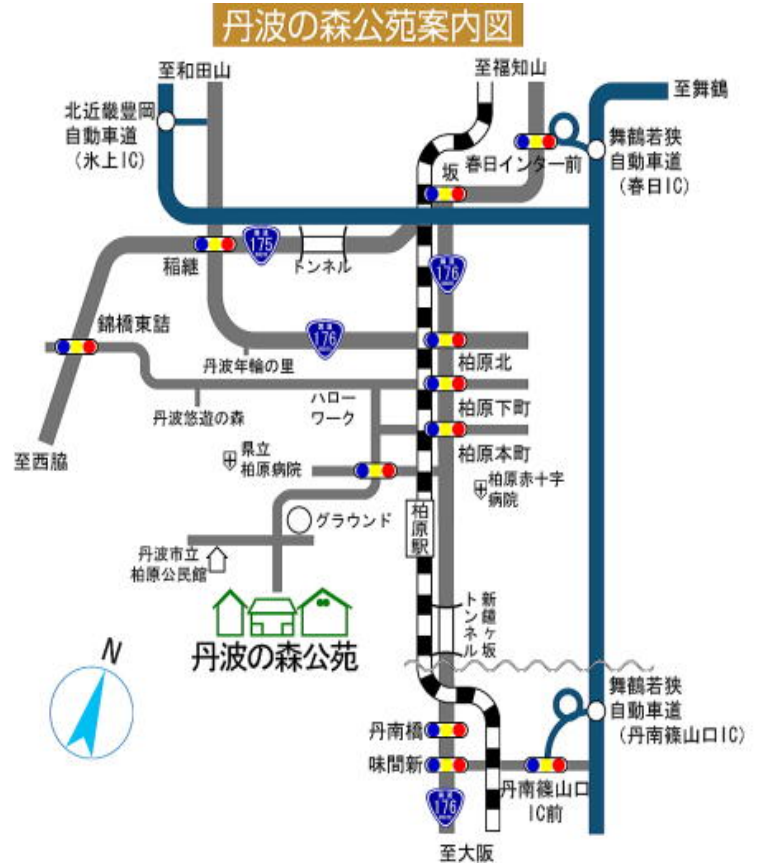 丹波の森公苑案内図
至和田山
至福知山
至舞鶴
北近畿豊岡
自動車道
(氷上IC)
春日インター前
舞鶴若狭
自動車道
(春日IC)
坂
稲継
175
トンネル
176
錦橋東詰
176
丹波年輪の里
柏原北
ハロー
ワーク
丹波悠遊の森
柏原下町
至西脇
県立
柏原病院
柏原本町
柏原赤十字
病院
グラウンド
柏原駅
丹波市立
柏原公民館
新鐘ヶ坂
トンネル
丹波の森公苑
N
舞鶴若狭
自動車道
(丹南篠山口IC)
丹南橋
味間新
丹南篠山口
IC前
176
至大阪